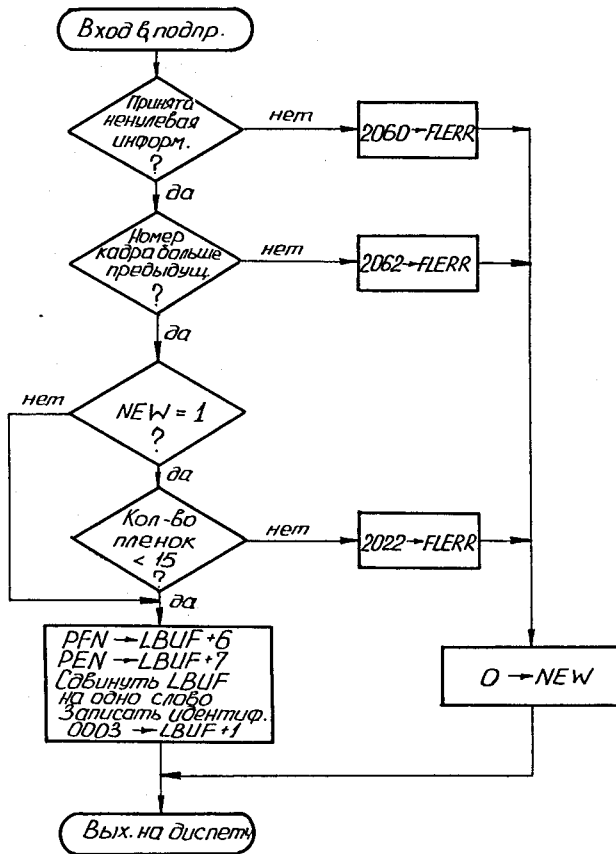 Вход в подпр.
Принята
ненулевая
информ.
?
нет
2060→FLERR
да
Номер
кадра больше
предыдущ.
?
нет
2062→FLERR
да
нет
NEW = 1
?
да
Кол-во
пленок
< 15
?
нет
2022→FLERR
да
PFN→LBUF+6
PEN→LBUF+7
Сдвинуть LBUF
на одно слово
Записать идентиф.
0003→LBUF+1
0→NEW
Вых. на диспетч